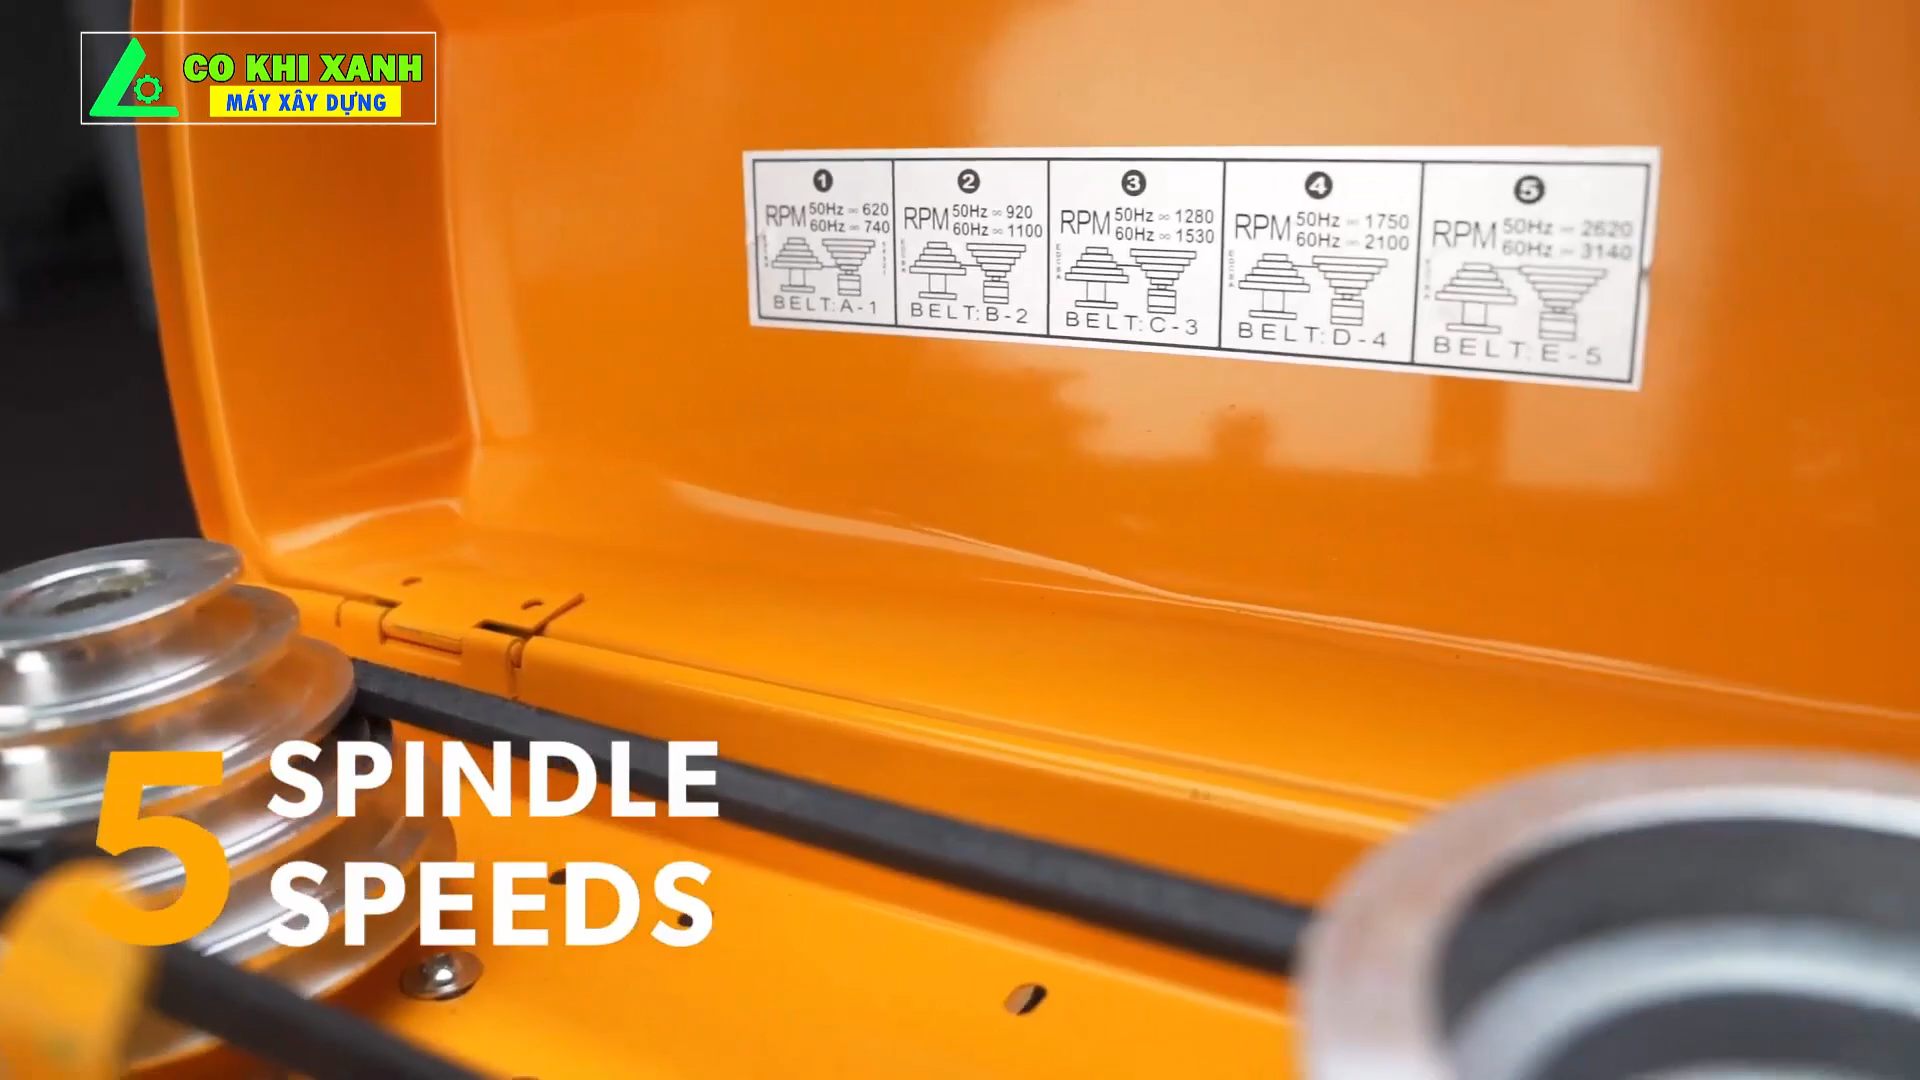 CO KHI XANH
MÁY XÂY DỰNG
1
RPM 50Hz ∞ 620
60Hz ∞ 740
BELT: A-1
2
RPM 50Hz ∞ 920
60Hz ∞ 1100
BELT: B-2
3
RPM 50Hz ∞ 1280
60Hz ∞ 1530
BELT: C-3
4
RPM 50Hz ∞ 1750
60Hz ∞ 2100
BELT: D-4
5
RPM 50Hz ∞ 2620
60Hz ∞ 3140
BELT: E-5
5 SPINDLE
SPEEDS